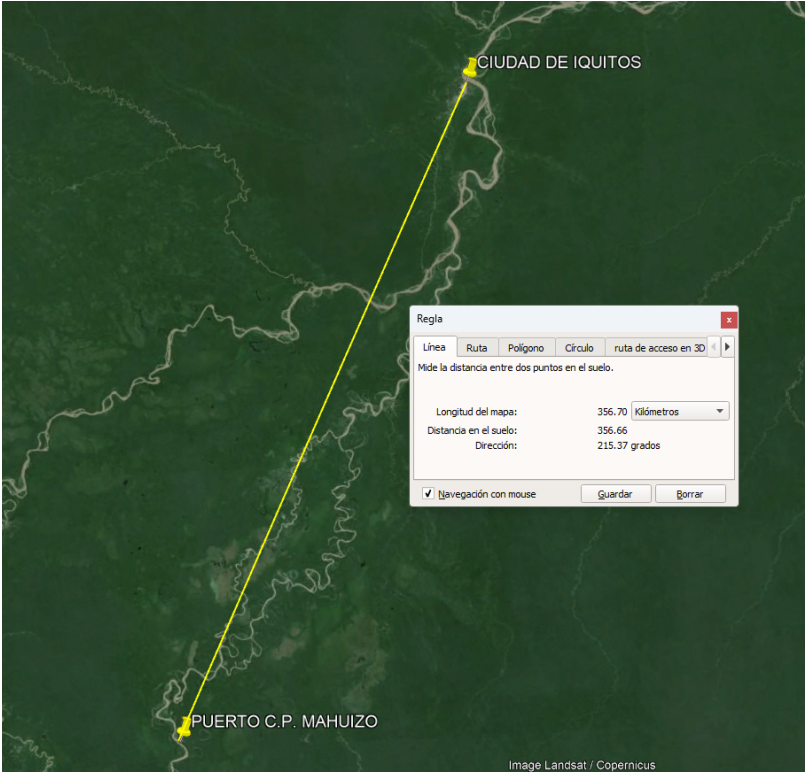 CIUDAD DE IQUITOS
Regla
x
Línea Ruta Polígono Círculo ruta de acceso en 3D
Mide la distancia entre dos puntos en el suelo.
Longitud del mapa: 356.70 Kilómetros
Distancia en el suelo: 356.66
Dirección: 215.37 grados
Navegación con mouse Guardar Borrar
PUERTO C.P. MAHUIZO
Image Landsat / Copernicus